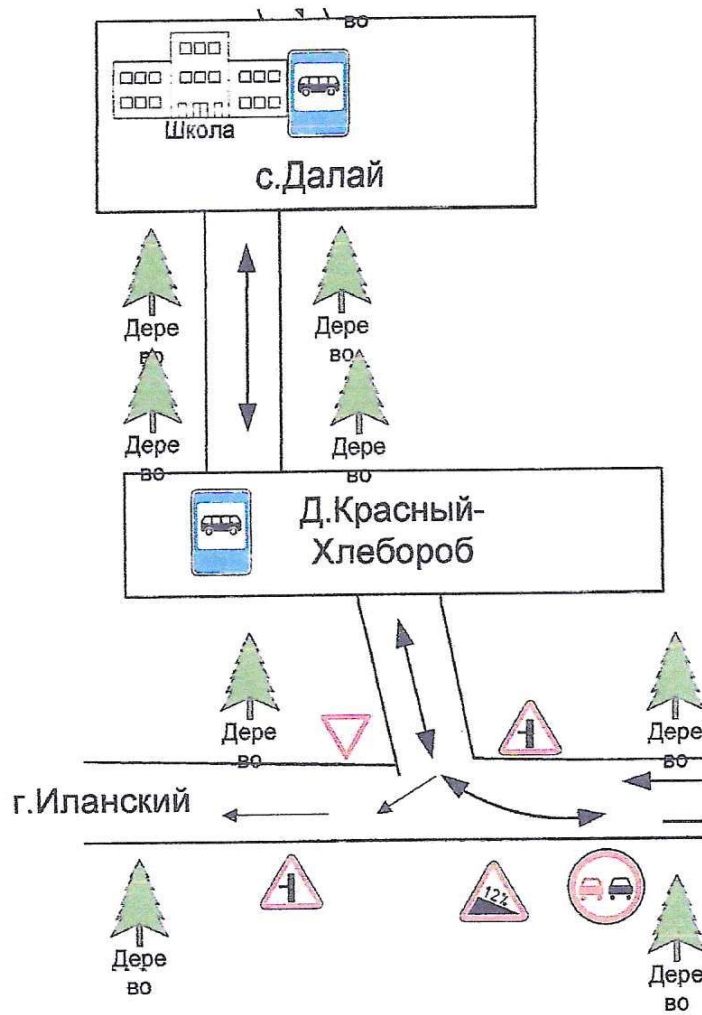 во
Школа
с.Далай
Дере
во
Дере
во
Дере
во
Дере
во
Д.Красный-
Хлебороб
Дере
во
Дере
во
г.Иланский
12%
Дере
во
Дере
во